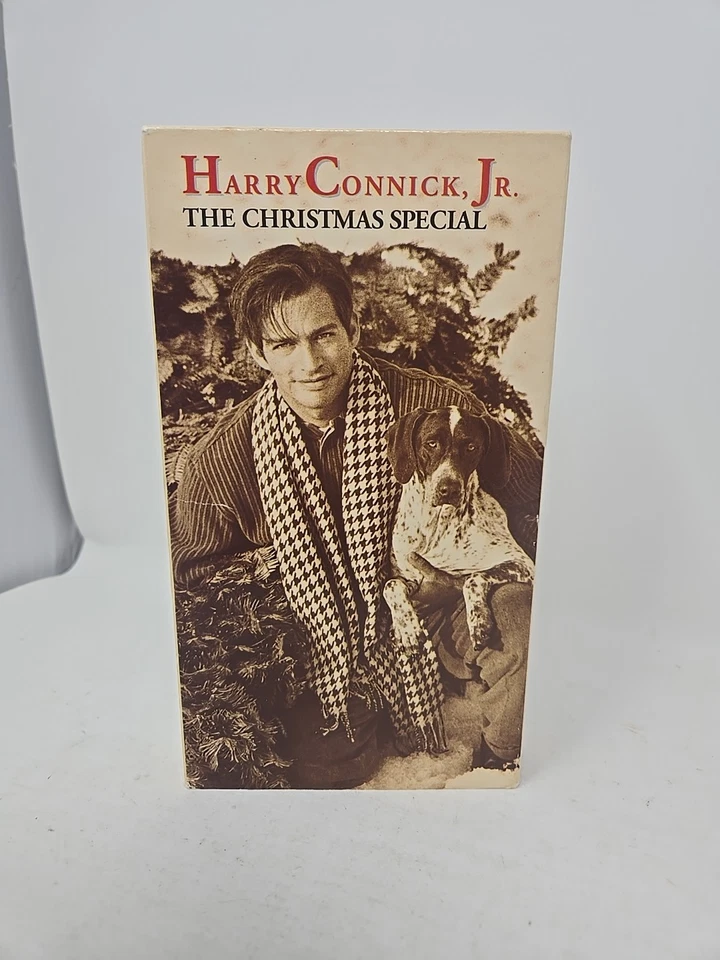 HARRY CONNICK, JR.
THE CHRISTMAS SPECIAL